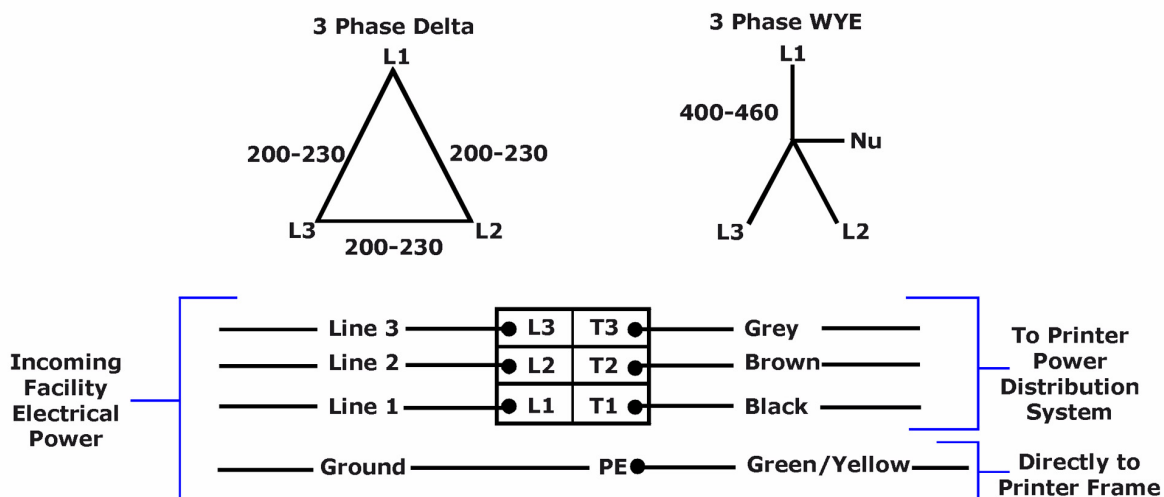 3 Phase Delta
L1
200-230
200-230
L3
L2
200-230
3 Phase WYE
L1
400-460
Nu
L3
L2
Incoming
Facility
Electrical
Power
Line 3
L3
T3
Grey
Line 2
L2
T2
Brown
Line 1
L1
T1
Black
Ground
PE
Green/Yellow
To Printer
Power
Distribution
System
Directly to
Printer Frame